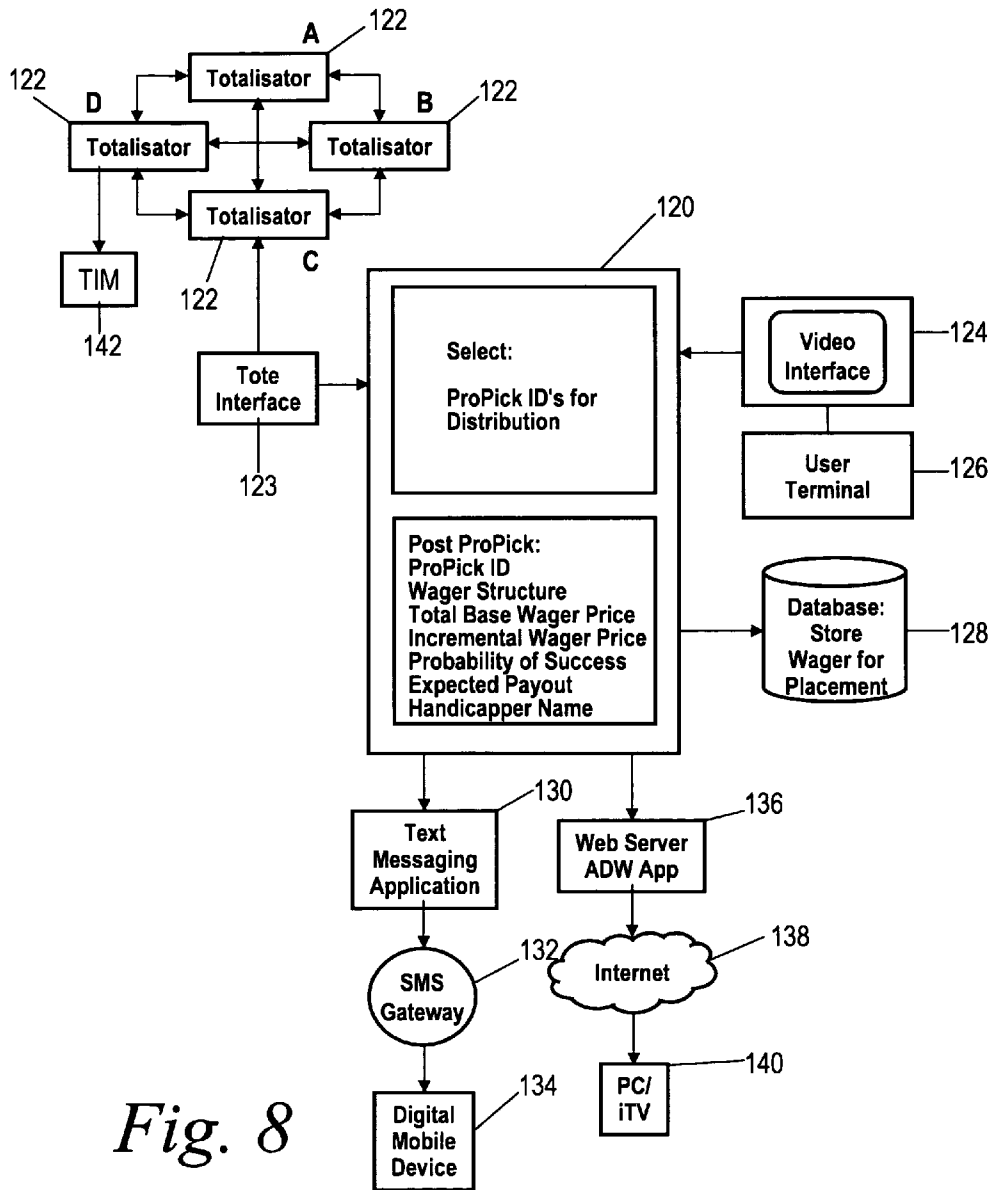 A
122
Totalisator
122
D
B
122
Totalisator
Totalisator
Totalisator
C
122
TIM
142
120
Select:
ProPick ID's for
Distribution
Tote
Interface
123
124
Video
Interface
User
Terminal
126
Post ProPick:
ProPick ID
Wager Structure
Total Base Wager Price
Incremental Wager Price
Probability of Success
Expected Payout
Handicapper Name
Database:
Store
Wager for
Placement
128
130
Text
Messaging
Application
136
Web Server
ADW App
132
SMS
Gateway
138
Internet
134
Digital
Mobile
Device
140
PC/
iTV
Fig. 8